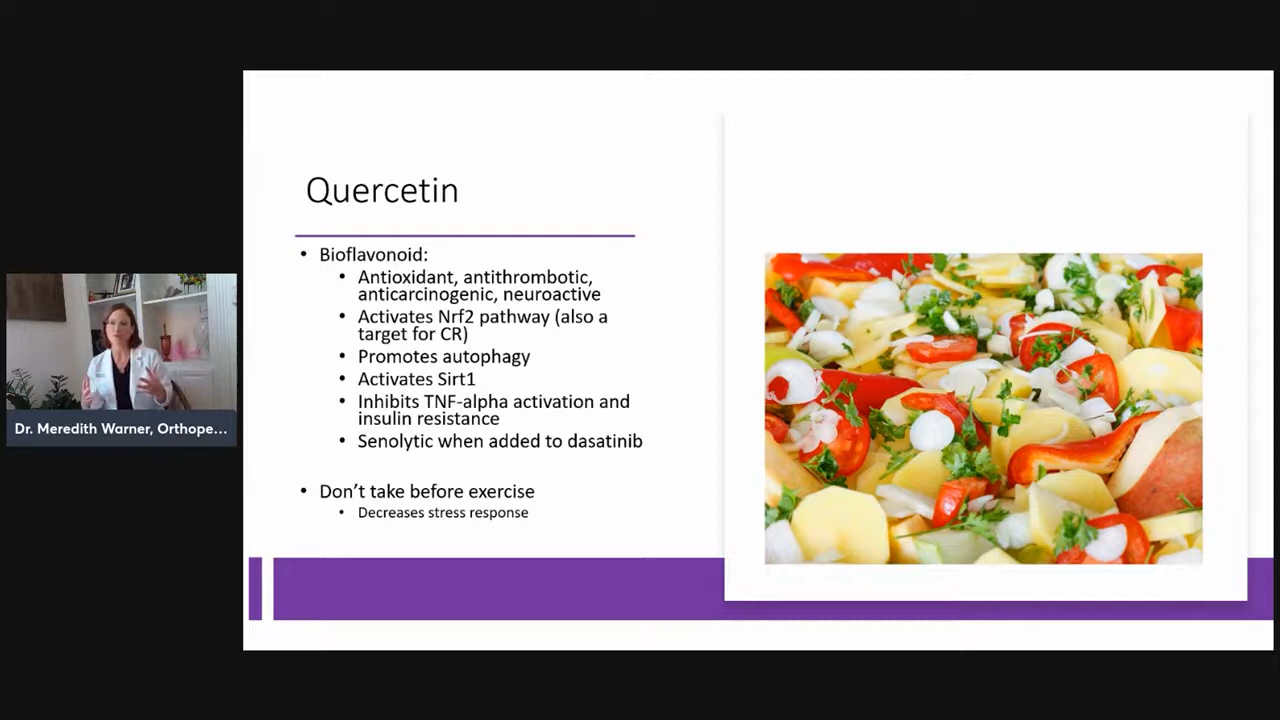 Quercetin
• Bioflavonoid:
• Antioxidant, antithrombotic,
anticarcinogenic, neuroactive
• Activates Nrf2 pathway (also a
target for CR)
• Promotes autophagy
• Activates Sirt1
• Inhibits TNF-alpha activation and
insulin resistance
• Senolytic when added to dasatinib
• Don't take before exercise
• Decreases stress response
Dr. Meredith Warner, Orthope...